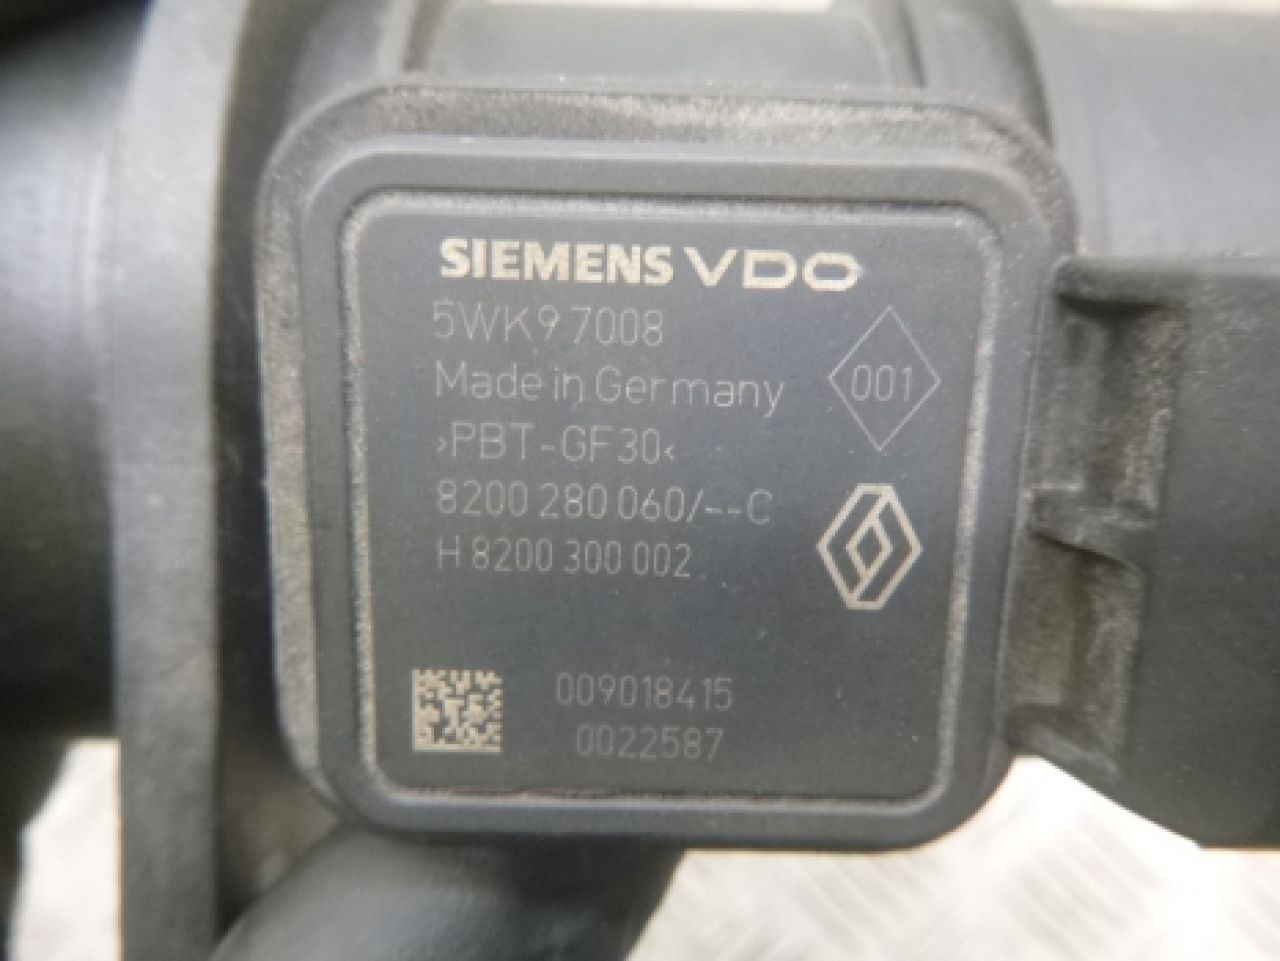 SIEMENS VDO
5WK9 7008
Made in Germany
001
›PBT-GF30‹
8200 280 060/--C
H 8200 300 002
009018415
0022587